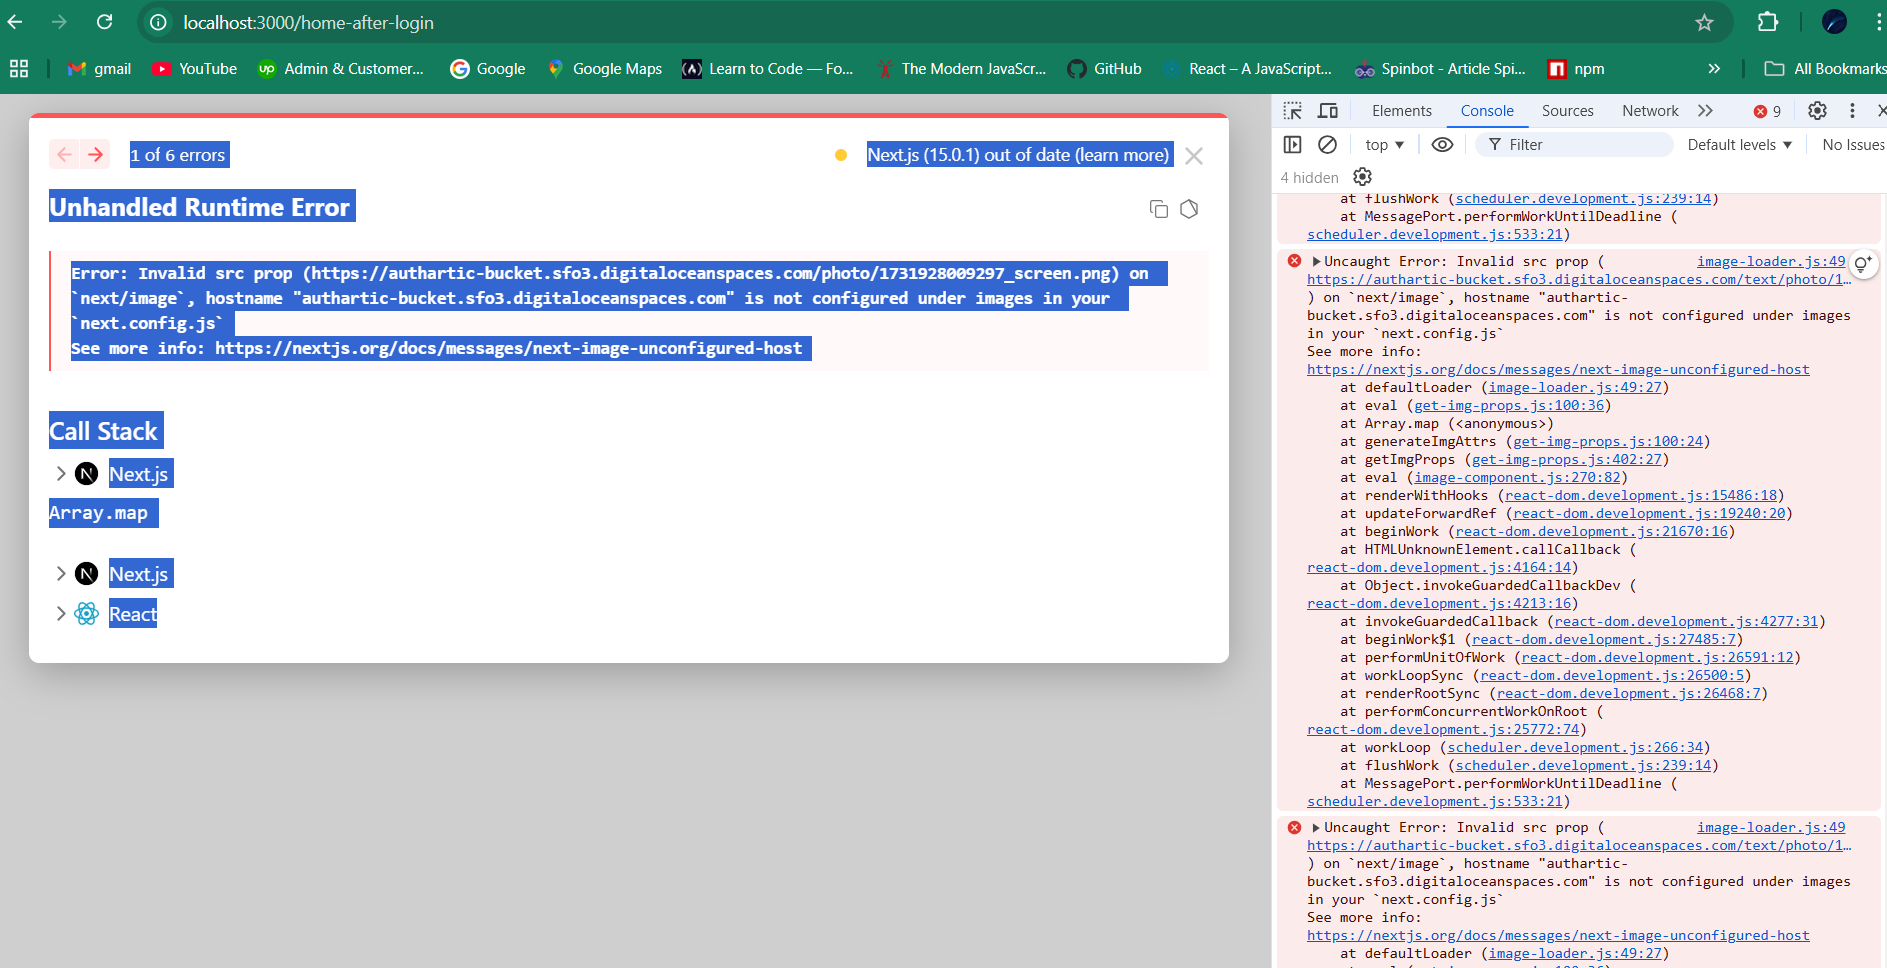 localhost:3000/home-after-login
gmail
YouTube
Admin & Customer...
Google
Google Maps
Learn to Code — Fo...
The Modern JavaScr...
GitHub
React – A JavaScript...
Spinbot - Article Spi...
npm
»
All Bookmarks
1 of 6 errors
Next.js (15.0.1) out of date (learn more)
Unhandled Runtime Error
Error: Invalid src prop (https://authartic-bucket.sfo3.digitaloceanspaces.com/photo/1731928009297_screen.png) on
`next/image`, hostname "authartic-bucket.sfo3.digitaloceanspaces.com" is not configured under images in your
`next.config.js`
See more info: https://nextjs.org/docs/messages/next-image-unconfigured-host
Call Stack
Next.js
Array.map
Next.js
React
Elements
Console
Sources
Network
9
top
Filter
Default levels
No Issues
4 hidden
at flushWork (scheduler.development.js:239:14)
at MessagePort.performWorkUntilDeadline (
scheduler.development.js:533:21)
Uncaught Error: Invalid src prop ( image-loader.js:49
https://authartic-bucket.sfo3.digitaloceanspaces.com/text/photo/1…
) on `next/image`, hostname "authartic-
bucket.sfo3.digitaloceanspaces.com" is not configured under images
in your `next.config.js`
See more info:
https://nextjs.org/docs/messages/next-image-unconfigured-host
at defaultLoader (image-loader.js:49:27)
at eval (get-img-props.js:100:36)
at Array.map (<anonymous>)
at generateImgAttrs (get-img-props.js:100:24)
at getImgProps (get-img-props.js:402:27)
at eval (image-component.js:270:82)
at renderWithHooks (react-dom.development.js:15486:18)
at updateForwardRef (react-dom.development.js:19240:20)
at beginWork (react-dom.development.js:21670:16)
at HTMLUnknownElement.callCallback (
react-dom.development.js:4164:14)
at Object.invokeGuardedCallbackDev (
react-dom.development.js:4213:16)
at invokeGuardedCallback (react-dom.development.js:4277:31)
at beginWork$1 (react-dom.development.js:27485:7)
at performUnitOfWork (react-dom.development.js:26591:12)
at workLoopSync (react-dom.development.js:26500:5)
at renderRootSync (react-dom.development.js:26468:7)
at performConcurrentWorkOnRoot (
react-dom.development.js:25772:74)
at workLoop (scheduler.development.js:266:34)
at flushWork (scheduler.development.js:239:14)
at MessagePort.performWorkUntilDeadline (
scheduler.development.js:533:21)
Uncaught Error: Invalid src prop ( image-loader.js:49
https://authartic-bucket.sfo3.digitaloceanspaces.com/text/photo/1…
) on `next/image`, hostname "authartic-
bucket.sfo3.digitaloceanspaces.com" is not configured under images
in your `next.config.js`
See more info:
https://nextjs.org/docs/messages/next-image-unconfigured-host
at defaultLoader (image-loader.js:49:27)